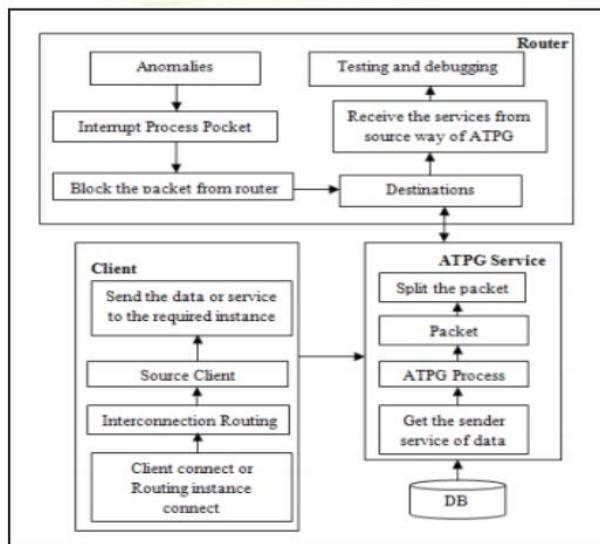 Router
Anomalies
Testing and debugging
Interrupt Process Pocket
Receive the services from
source way of ATPG
Block the packet from router
Destinations
Client
Send the data or service
to the required instance
Source Client
Interconnection Routing
Client connect or
Routing instance
connect
ATPG Service
Split the packet
Packet
ATPG Process
Get the sender
service of data
DB